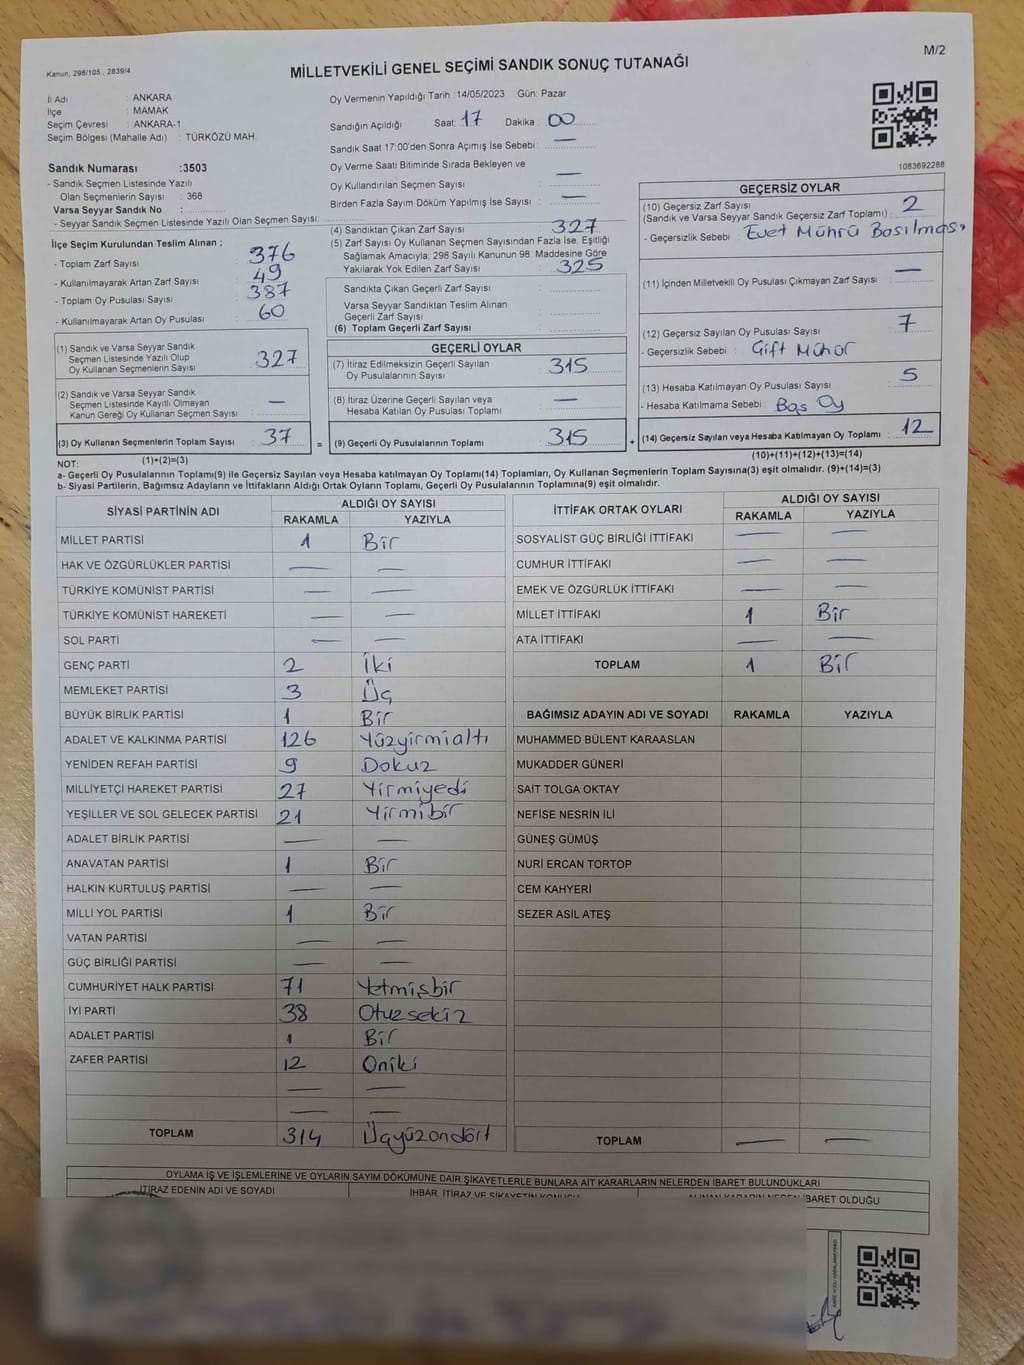 M/2
Kanun; 298/105 , 2839/4
MİLLETVEKİLİ GENEL SEÇİMİ SANDIK SONUÇ TUTANAĞI
İl Adı : ANKARA
İlçe : MAMAK
Seçim Çevresi : ANKARA-1
Seçim Bölgesi (Mahalle Adı) : TÜRKÖZÜ MAH.
Sandık Numarası :3503
- Sandık Seçmen Listesinde Yazılı
Olan Seçmenlerin Sayısı : 368
Varsa Seyyar Sandık No :
- Seyyar Sandık Seçmen Listesinde Yazılı Olan Seçmen Sayısı:
Oy Vermenin Yapıldığı Tarih :14/05/2023 Gün: Pazar
Sandığın Açıldığı Saat: 17 Dakika : 00
Sandık Saat 17:00'den Sonra Açımış İse Sebebi : —
Oy Verme Saati Bitiminde Sırada Bekleyen ve
Oy Kullandırılan Seçmen Sayısı : —
Birden Fazla Sayım Döküm Yapılmış İse Sayısı : —
1083692288
İlçe Seçim Kurulundan Teslim Alınan ;
- Toplam Zarf Sayısı : 376
- Kullanılmayarak Artan Zarf Sayısı : 49
- Toplam Oy Pusulası Sayısı : 387
- Kullanılmayarak Artan Oy Pusulası : 60
(1) Sandık ve Varsa Seyyar Sandık
Seçmen Listesinde Yazılı Olup
Oy Kullanan Seçmenlerin Sayısı : 327
(2) Sandık ve Varsa Seyyar Sandık
Seçmen Listesinde Kayıtlı Olmayan
Kanun Gereği Oy Kullanan Seçmen Sayısı : —
(3) Oy Kullanan Seçmenlerin Toplam Sayısı : 37
(1)+(2)=(3)
(4) Sandıktan Çıkan Zarf Sayısı : 327
(5) Zarf Sayısı Oy Kullanan Seçmen Sayısından Fazla İse, Eşitliği
Sağlamak Amacıyla; 298 Sayılı Kanunun 98. Maddesine Göre
Yakılarak Yok Edilen Zarf Sayısı : 325
Sandıkta Çıkan Geçerli Zarf Sayısı :
Varsa Seyyar Sandıktan Teslim Alınan
Geçerli Zarf Sayısı :
(6) Toplam Geçerli Zarf Sayısı :
GEÇERLİ OYLAR
(7) İtiraz Edilmeksizin Geçerli Sayılan
Oy Pusulalarının Sayısı : 315
(8) İtiraz Üzerine Geçerli Sayılan veya
Hesaba Katılan Oy Pusulası Toplamı : —
= (9) Geçerli Oy Pusulalarının Toplamı : 315
GEÇERSİZ OYLAR
(10) Geçersiz Zarf Sayısı
(Sandık ve Varsa Seyyar Sandık Geçersiz Zarf Toplamı) : 2
- Geçersizlik Sebebi : Evet Mührü Basılması
(11) İçinden Milletvekili Oy Pusulası Çıkmayan Zarf Sayısı : —
(12) Geçersiz Sayılan Oy Pusulası Sayısı : 7
- Geçersizlik Sebebi : Çift Mühür
(13) Hesaba Katılmayan Oy Pusulası Sayısı : 5
- Hesaba Katılmama Sebebi : Boş Oy
+ (14) Geçersiz Sayılan veya Hesaba Katılmayan Oy Toplamı : 12
(10)+(11)+(12)+(13)=(14)
NOT:
a- Geçerli Oy Pusulalarının Toplamı(9) ile Geçersiz Sayılan veya Hesaba katılmayan Oy Toplamı(14) Toplamları, Oy Kullanan Seçmenlerin Toplam Sayısına(3) eşit olmalıdır. (9)+(14)=(3)
b- Siyasi Partilerin, Bağımsız Adayların ve İttifakların Aldığı Ortak Oyların Toplamı, Geçerli Oy Pusulalarının Toplamına(9) eşit olmalıdır.
SİYASİ PARTİNİN ADI ALDIĞI OY SAYISI
RAKAMLA YAZIYLA
MİLLET PARTİSİ 1 Bir
HAK VE ÖZGÜRLÜKLER PARTİSİ — —
TÜRKİYE KOMÜNİST PARTİSİ — —
TÜRKİYE KOMÜNİST HAREKETİ — —
SOL PARTİ — —
GENÇ PARTİ 2 İki
MEMLEKET PARTİSİ 3 Üç
BÜYÜK BİRLİK PARTİSİ 1 Bir
ADALET VE KALKINMA PARTİSİ 126 Yüzyirmialtı
YENİDEN REFAH PARTİSİ 9 Dokuz
MİLLİYETÇİ HAREKET PARTİSİ 27 Yirmiyedi
YEŞİLLER VE SOL GELECEK PARTİSİ 21 Yirmibir
ADALET BİRLİK PARTİSİ — —
ANAVATAN PARTİSİ 1 Bir
HALKIN KURTULUŞ PARTİSİ — —
MİLLİ YOL PARTİSİ 1 Bir
VATAN PARTİSİ — —
GÜÇ BİRLİĞİ PARTİSİ — —
CUMHURİYET HALK PARTİSİ 71 Yetmişbir
İYİ PARTİ 38 Otuzsekiz
ADALET PARTİSİ 1 Bir
ZAFER PARTİSİ 12 Oniki
— —
— —
TOPLAM 314 Üçyüzondört
İTTİFAK ORTAK OYLARI ALDIĞI OY SAYISI
RAKAMLA YAZIYLA
SOSYALİST GÜÇ BİRLİĞİ İTTİFAKI — —
CUMHUR İTTİFAKI — —
EMEK VE ÖZGÜRLÜK İTTİFAKI — —
MİLLET İTTİFAKI 1 Bir
ATA İTTİFAKI — —
TOPLAM 1 Bir
BAĞIMSIZ ADAYIN ADI VE SOYADI RAKAMLA YAZIYLA
MUHAMMED BÜLENT KARAASLAN
MUKADDER GÜNERİ
SAİT TOLGA OKTAY
NEFİSE NESRİN İLİ
GÜNEŞ GÜMÜŞ
NURİ ERCAN TORTOP
CEM KAHYERİ
SEZER ASİL ATEŞ
TOPLAM — —
OYLAMA İŞ VE İŞLEMLERİNE VE OYLARIN SAYIM DÖKÜMÜNE DAİR ŞİKAYETLERLE BUNLARA AİT KARARLARIN NELERDEN İBARET BULUNDUKLARI
İTİRAZ EDENİN ADI VE SOYADI İHBAR, İTİRAZ VE ŞİKAYETİN KONUSU ALINAN KARARIN NEDEN İBARET OLDUĞU